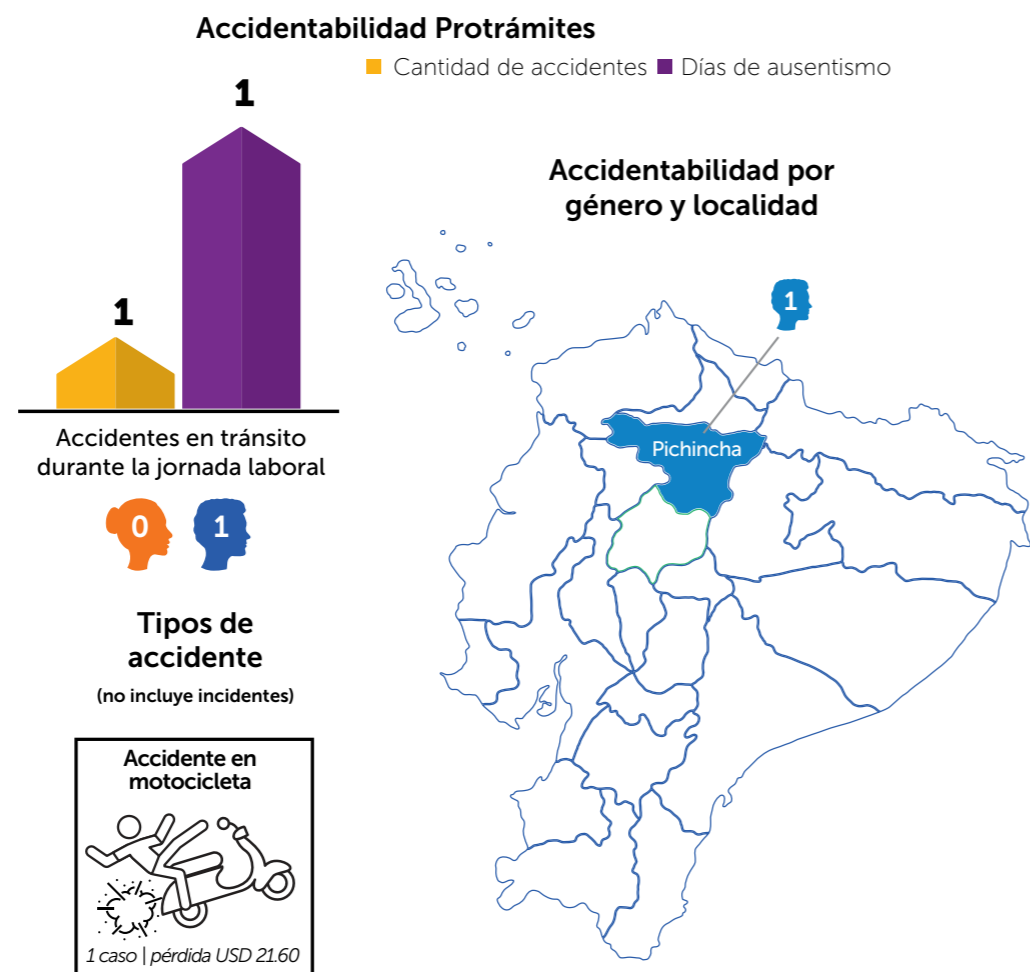 Accidentabilidad Protrámites
Cantidad de accidentes Días de ausentismo
1
1
Accidentes en tránsito
durante la jornada laboral
0 1
Tipos de
accidente
(no incluye incidentes)
Accidente en
motocicleta
1 caso | pérdida USD 21.60
Accidentabilidad por
género y localidad
1
Pichincha